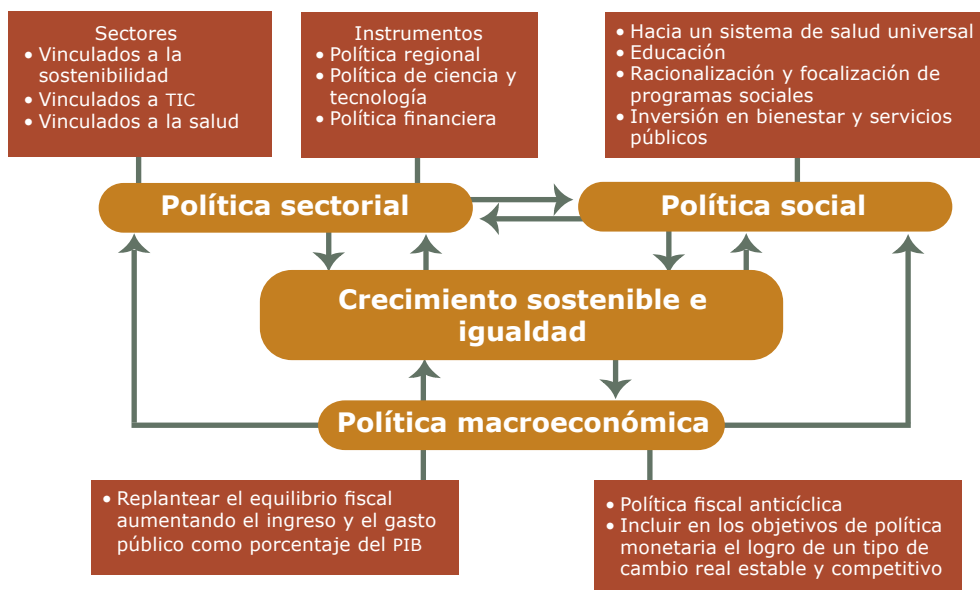 Sectores
• Vinculados a la
sostenibilidad
• Vinculados a TIC
• Vinculados a la salud
Instrumentos
• Política regional
• Política de ciencia y
tecnología
• Política financiera
• Hacia un sistema de salud universal
• Educación
• Racionalización y focalización de
programas sociales
• Inversión en bienestar y servicios
públicos
Política sectorial
Política social
Crecimiento sostenible e
igualdad
Política macroeconómica
• Replantear el equilibrio fiscal
aumentando el ingreso y el gasto
público como porcentaje del PIB
• Política fiscal anticíclica
• Incluir en los objetivos de política
monetaria el logro de un tipo de
cambio real estable y competitivo